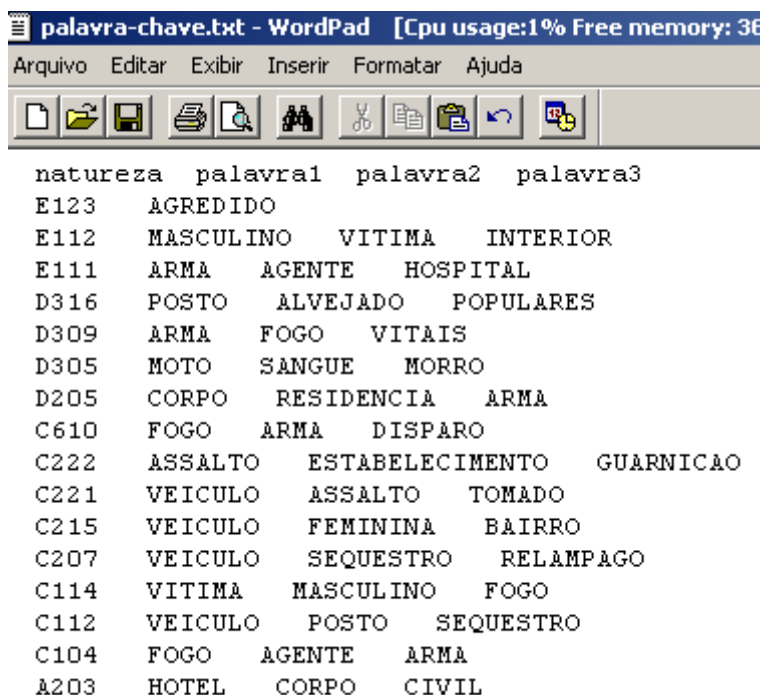 palavra-chave.txt - WordPad [Cpu usage:1% Free memory: 36
Arquivo Editar Exibir Inserir Formatar Ajuda
natureza palavra1 palavra2 palavra3
E123 AGREDIDO
E112 MASCULINO VITIMA INTERIOR
E111 ARMA AGENTE HOSPITAL
D316 POSTO ALVEJADO POPULARES
D309 ARMA FOGO VITAIS
D305 MOTO SANGUE MORRO
D205 CORPO RESIDENCIA ARMA
C610 FOGO ARMA DISPARO
C222 ASSALTO ESTABELECIMENTO GUARNICAO
C221 VEICULO ASSALTO TOMADO
C215 VEICULO FEMININA BAIRRO
C207 VEICULO SEQUESTRO RELAMPAGO
C114 VITIMA MASCULINO FOGO
C112 VEICULO POSTO SEQUESTRO
C104 FOGO AGENTE ARMA
A203 HOTEL CORPO CIVIL